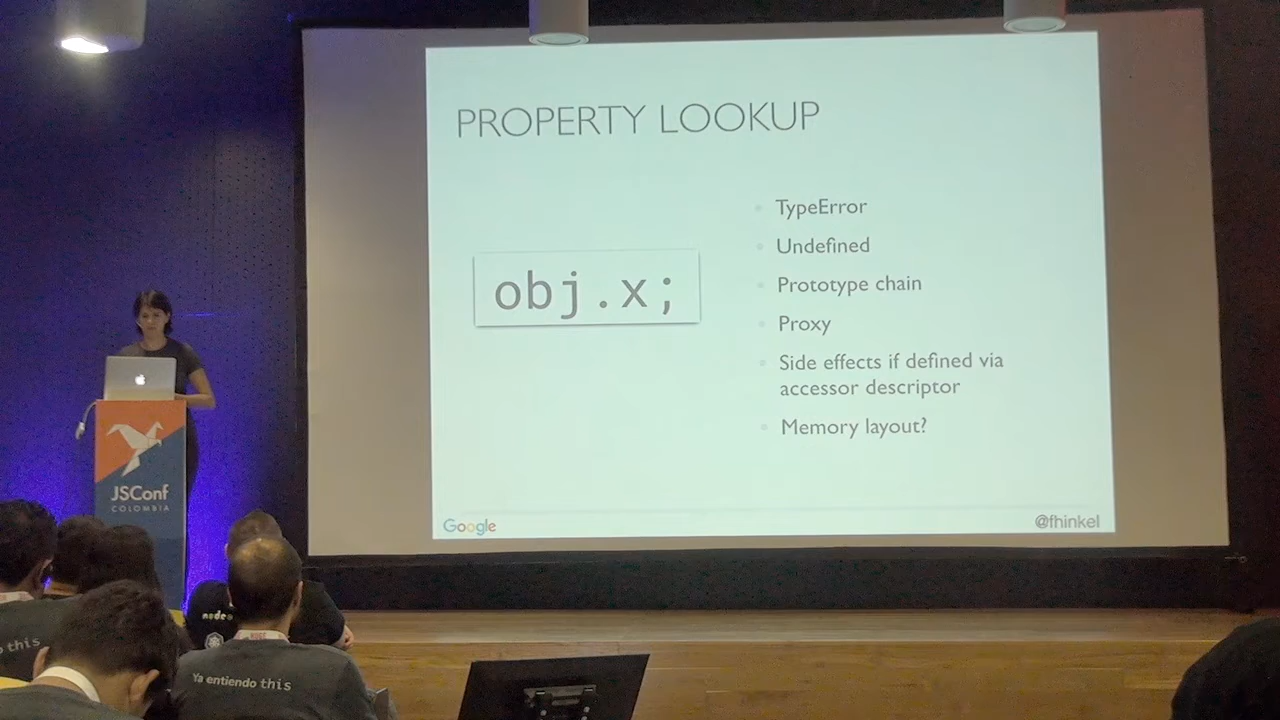 PROPERTY LOOKUP
obj.x;
TypeError
Undefined
Prototype chain
Proxy
Side effects if defined via
accessor descriptor
Memory layout?
Google
@fhinkel
JSConf
COLOMBIA
node
this
Ya entiendo this